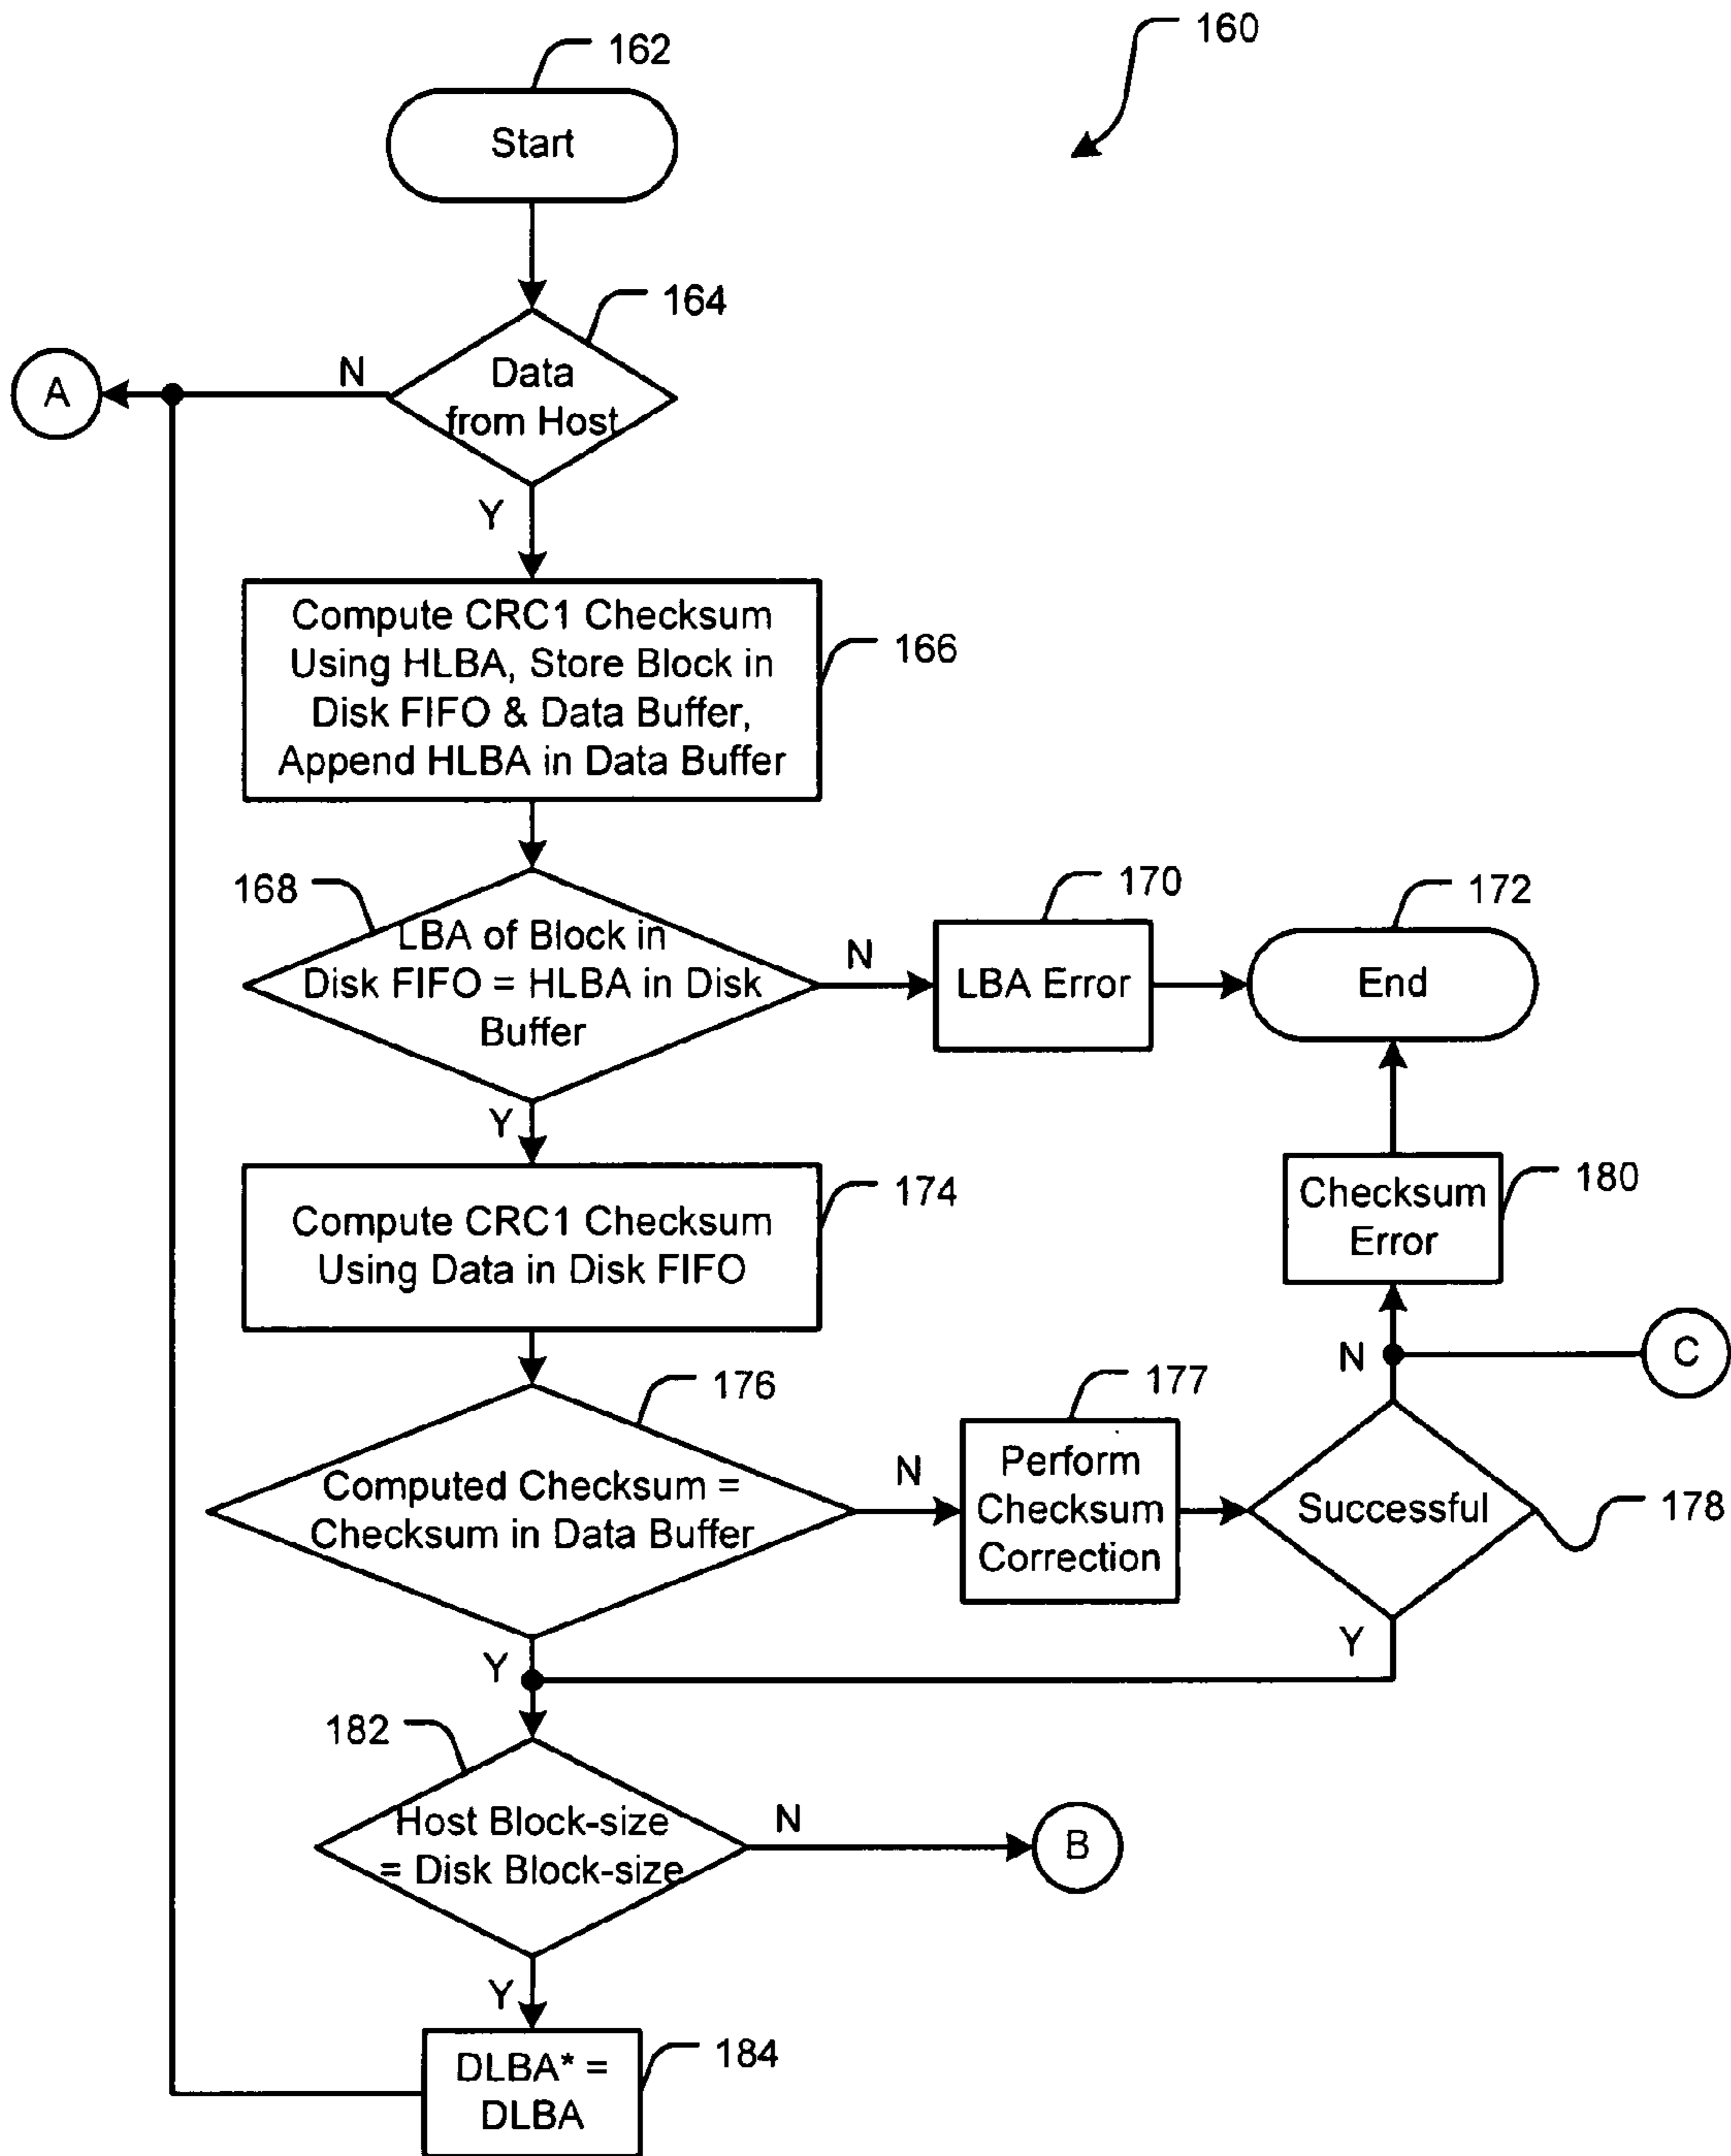 160
162
Start
164
Data
from Host
N
A
Y
Compute CRC1 Checksum
Using HLBA, Store Block in
Disk FIFO & Data Buffer,
Append HLBA in Data Buffer
166
168
LBA of Block in
Disk FIFO = HLBA in Disk
Buffer
N
170
LBA Error
172
End
Y
Compute CRC1 Checksum
Using Data in Disk FIFO
174
Checksum
Error
180
176
Computed Checksum =
Checksum in Data Buffer
N
177
Perform
Checksum
Correction
N
C
Successful
178
Y
Y
182
Host Block-size
= Disk Block-size
N
B
Y
DLBA* =
DLBA
184